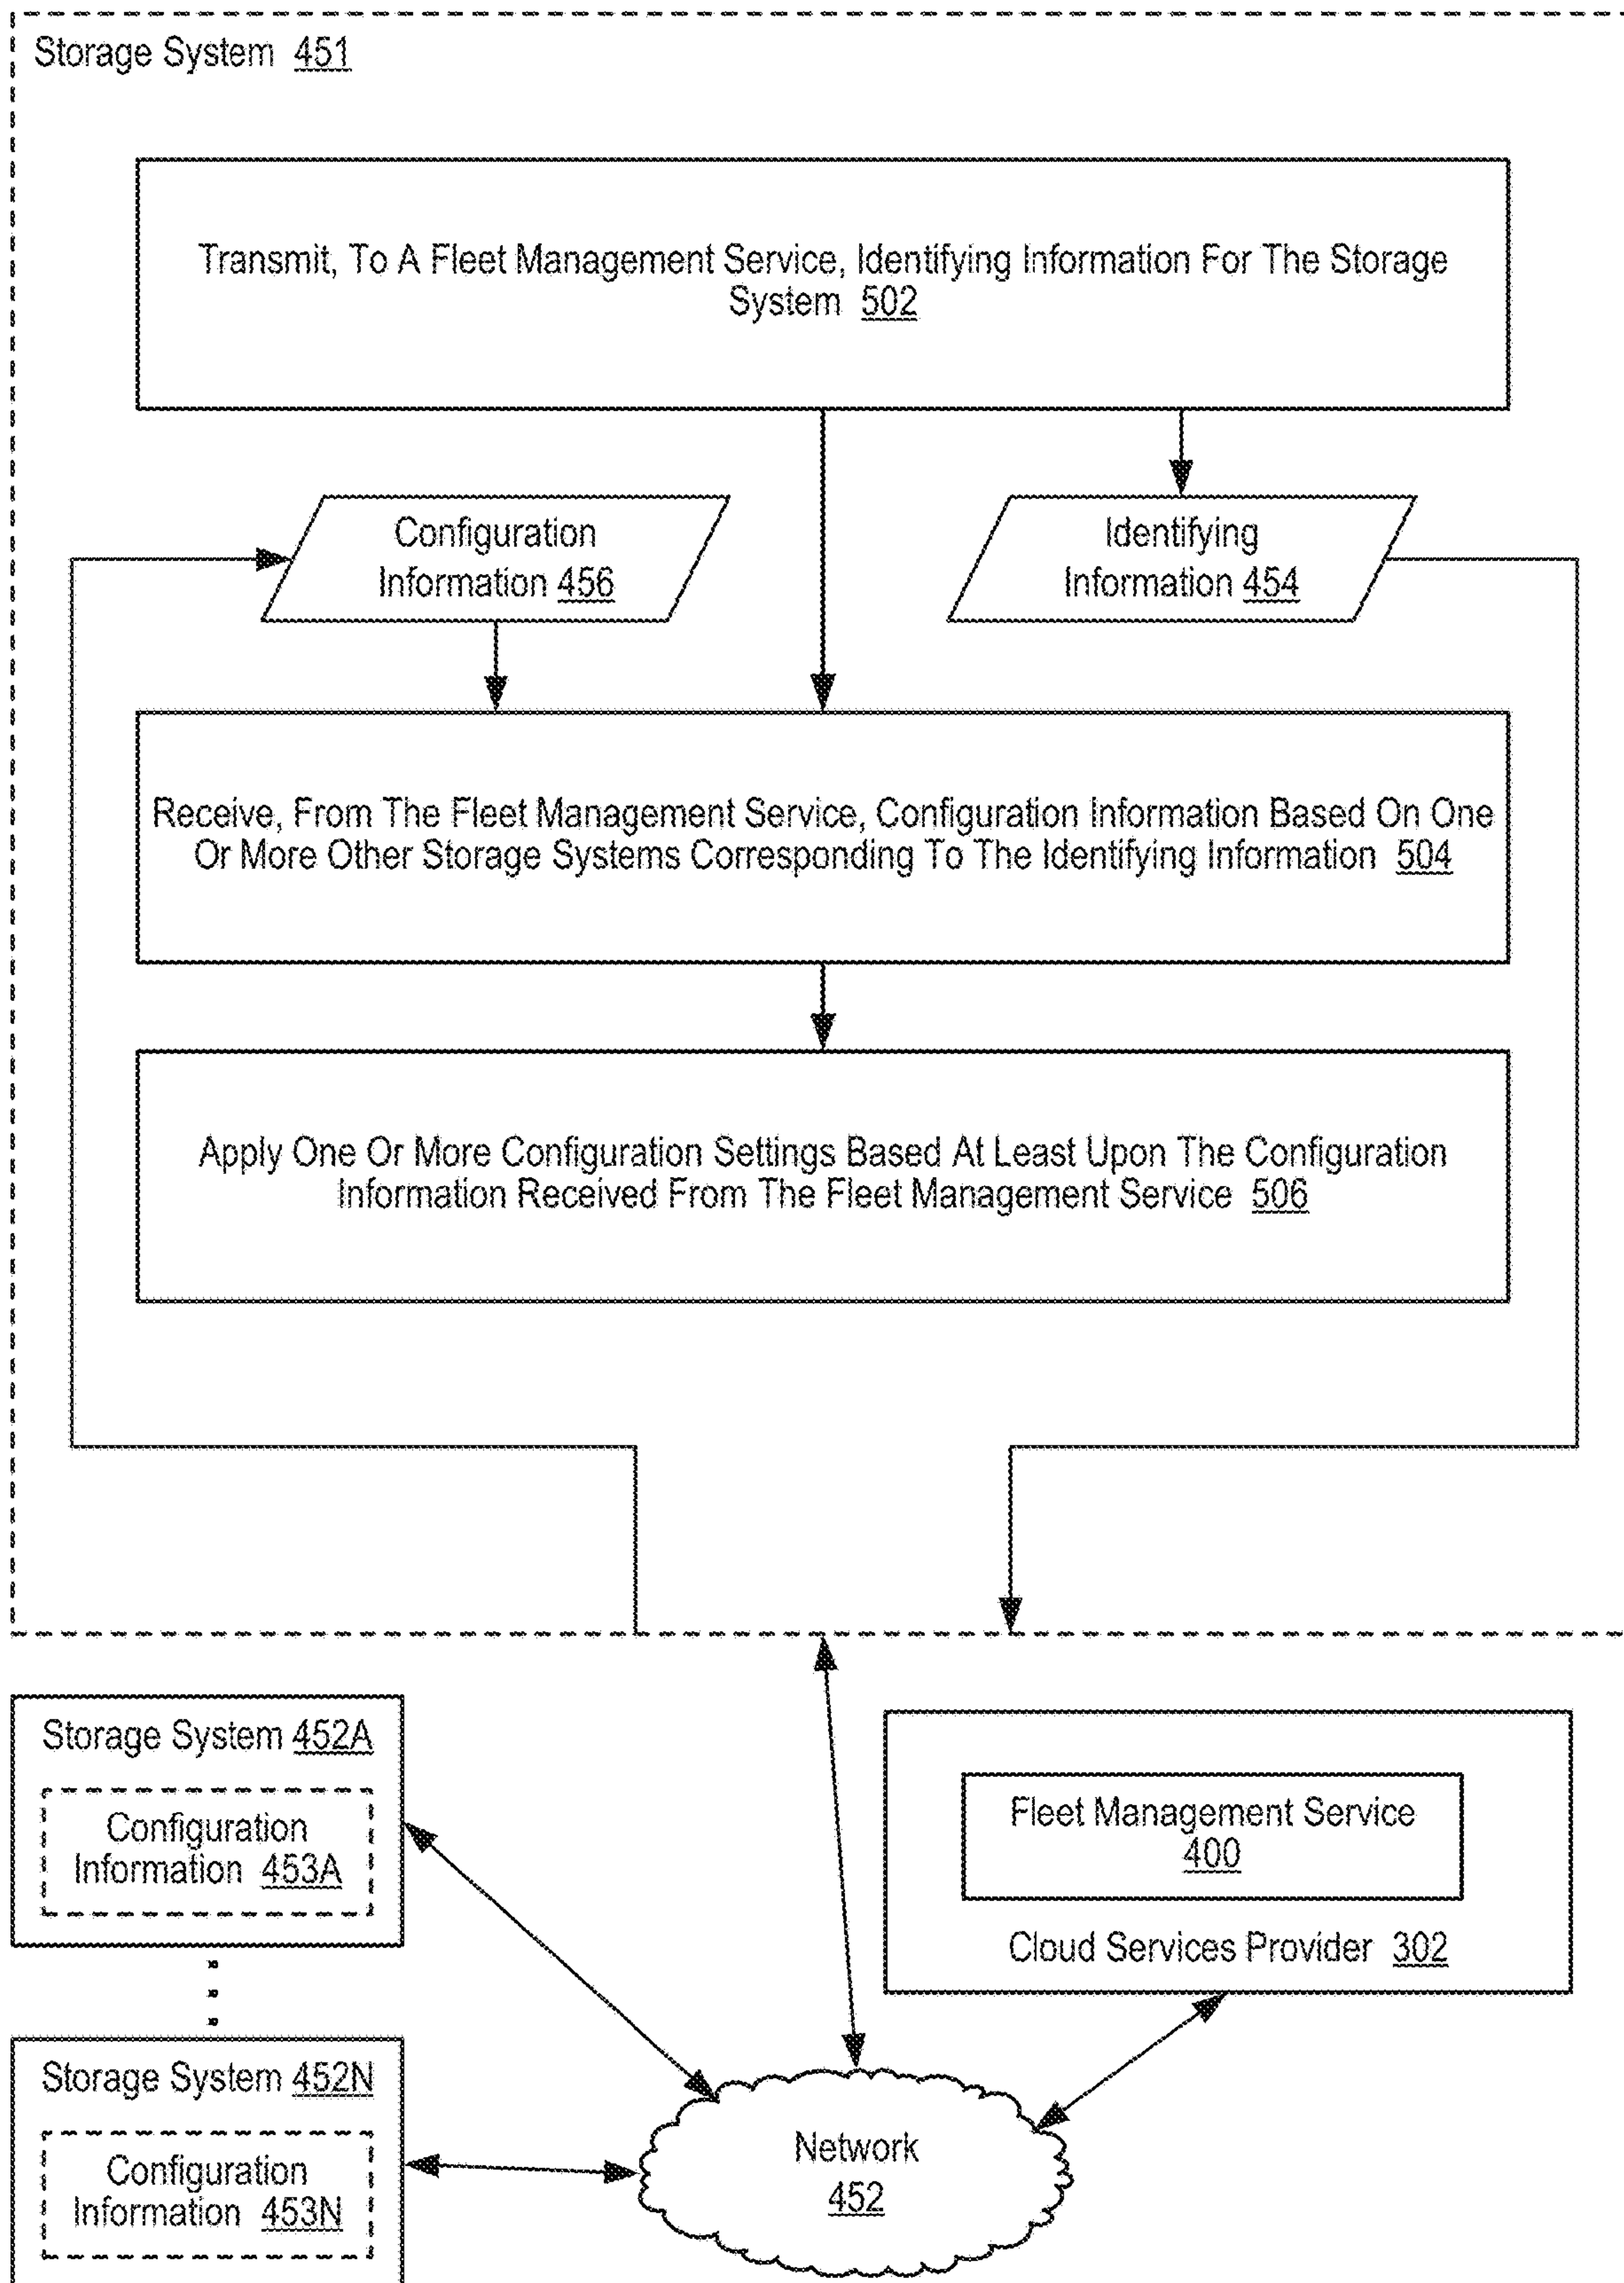 Storage System 451
Transmit, To A Fleet Management Service, Identifying Information For The Storage
System 502
Configuration
Information 456
Identifying
Information 454
Receive, From The Fleet Management Service, Configuration Information Based On One
Or More Other Storage Systems Corresponding To The Identifying Information 504
Apply One Or More Configuration Settings Based At Least Upon The Configuration
Information Received From The Fleet Management Service 506
Storage System 452A
Configuration
Information 453A
Fleet Management Service
400
Cloud Services Provider 302
Storage System 452N
Configuration
Information 453N
Network
452